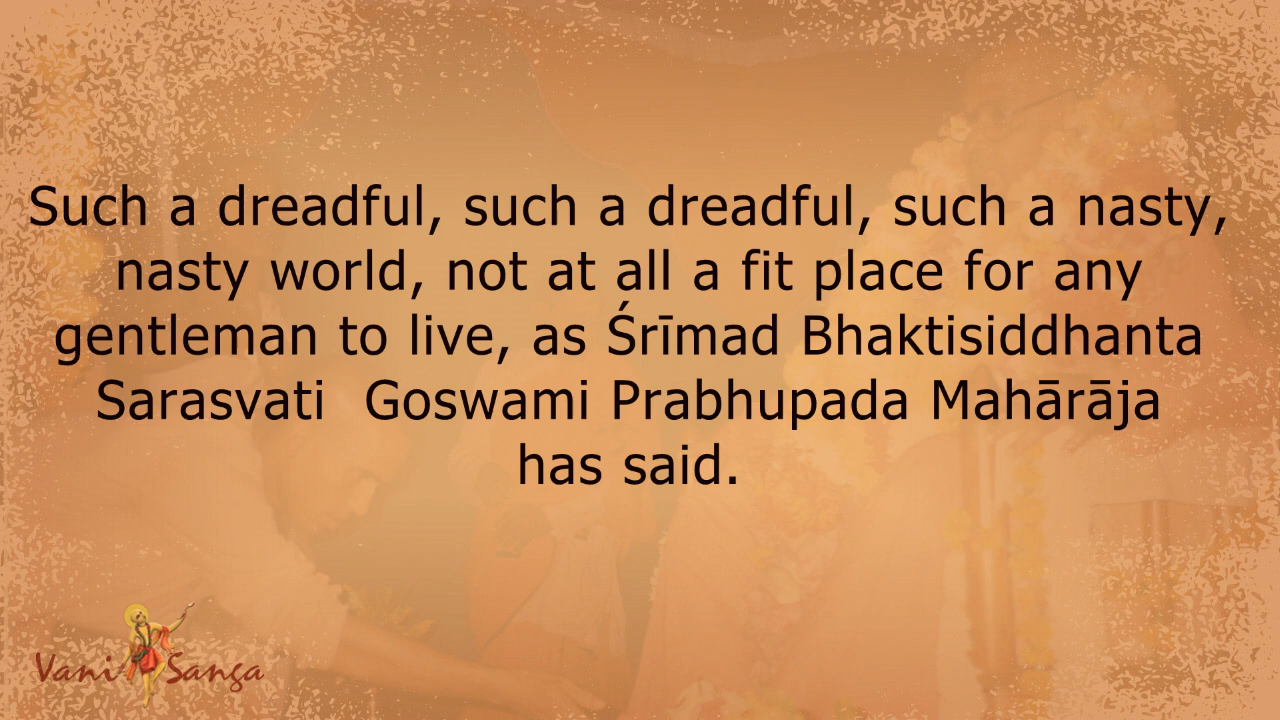 Such a dreadful, such a dreadful, such a nasty,
nasty world, not at all a fit place for any
gentleman to live, as Śrīmad Bhaktisiddhanta
Sarasvati  Goswami Prabhupada Mahārāja
has said.
Vani Sanga